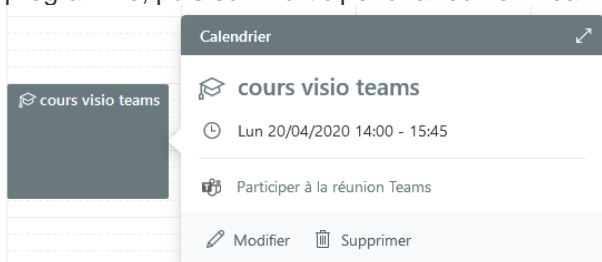 Calendrier
cours visio teams
cours visio teams
Lun 20/04/2020 14:00 - 15:45
Participer à la réunion Teams
Modifier Supprimer